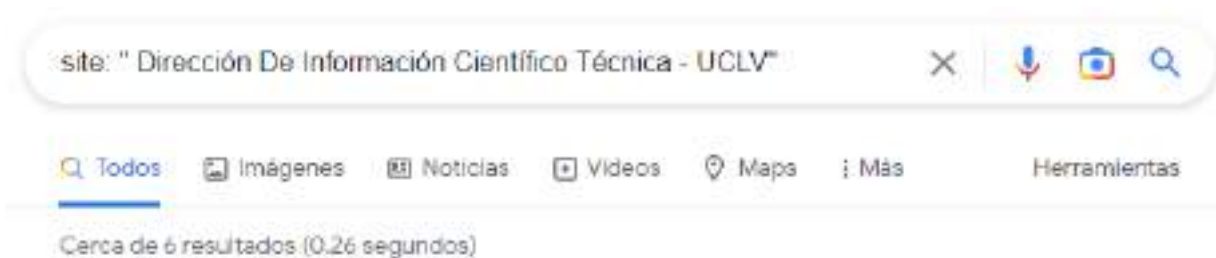 site: " Dirección De Información Científico Técnica - UCLV"
Todos Imágenes Noticias Videos Maps Más Herramientas
Cerca de 6 resultados (0.26 segundos)